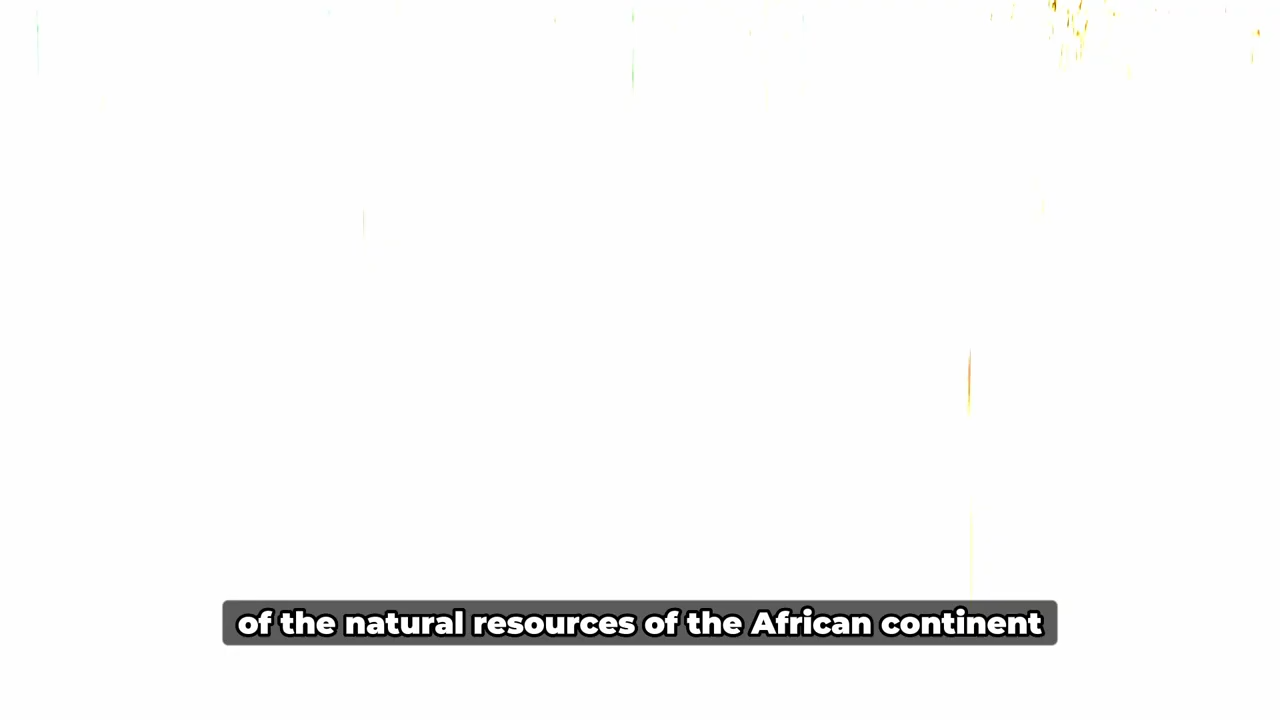 of the natural resources of the African continent